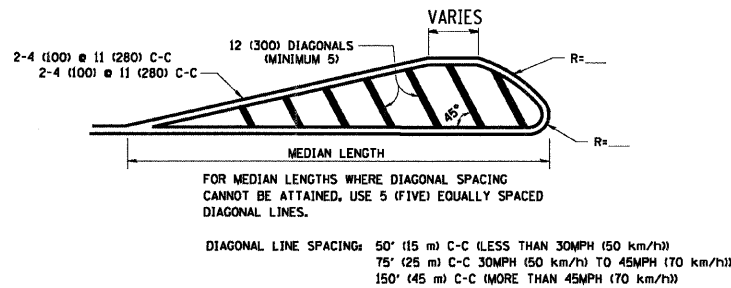 VARIES
2-4 (100) @ 11 (280) C-C
2-4 (100) @ 11 (280) C-C
12 (300) DIAGONALS
(MINIMUM 5)
R=___
45°
R=___
MEDIAN LENGTH
FOR MEDIAN LENGTHS WHERE DIAGONAL SPACING
CANNOT BE ATTAINED, USE 5 (FIVE) EQUALLY SPACED
DIAGONAL LINES.
DIAGONAL LINE SPACING: 50' (15 m) C-C (LESS THAN 30MPH (50 km/h))
75' (25 m) C-C 30MPH (50 km/h) TO 45MPH (70 km/h))
150' (45 m) C-C (MORE THAN 45MPH (70 km/h))